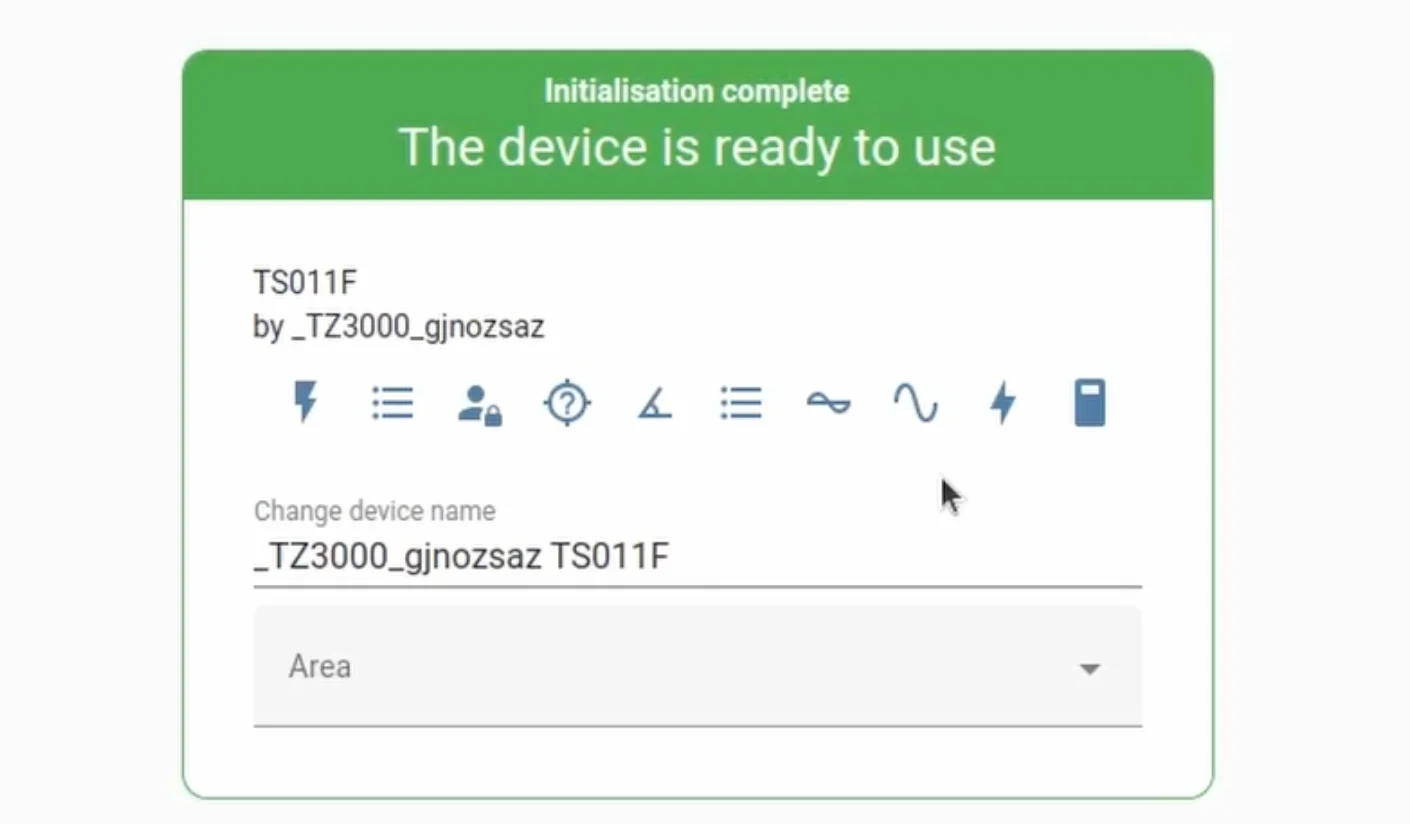 Initialisation complete
The device is ready to use
TS011F
by _TZ3000_gjnozsaz
Change device name
_TZ3000_gjnozsaz TS011F
Area